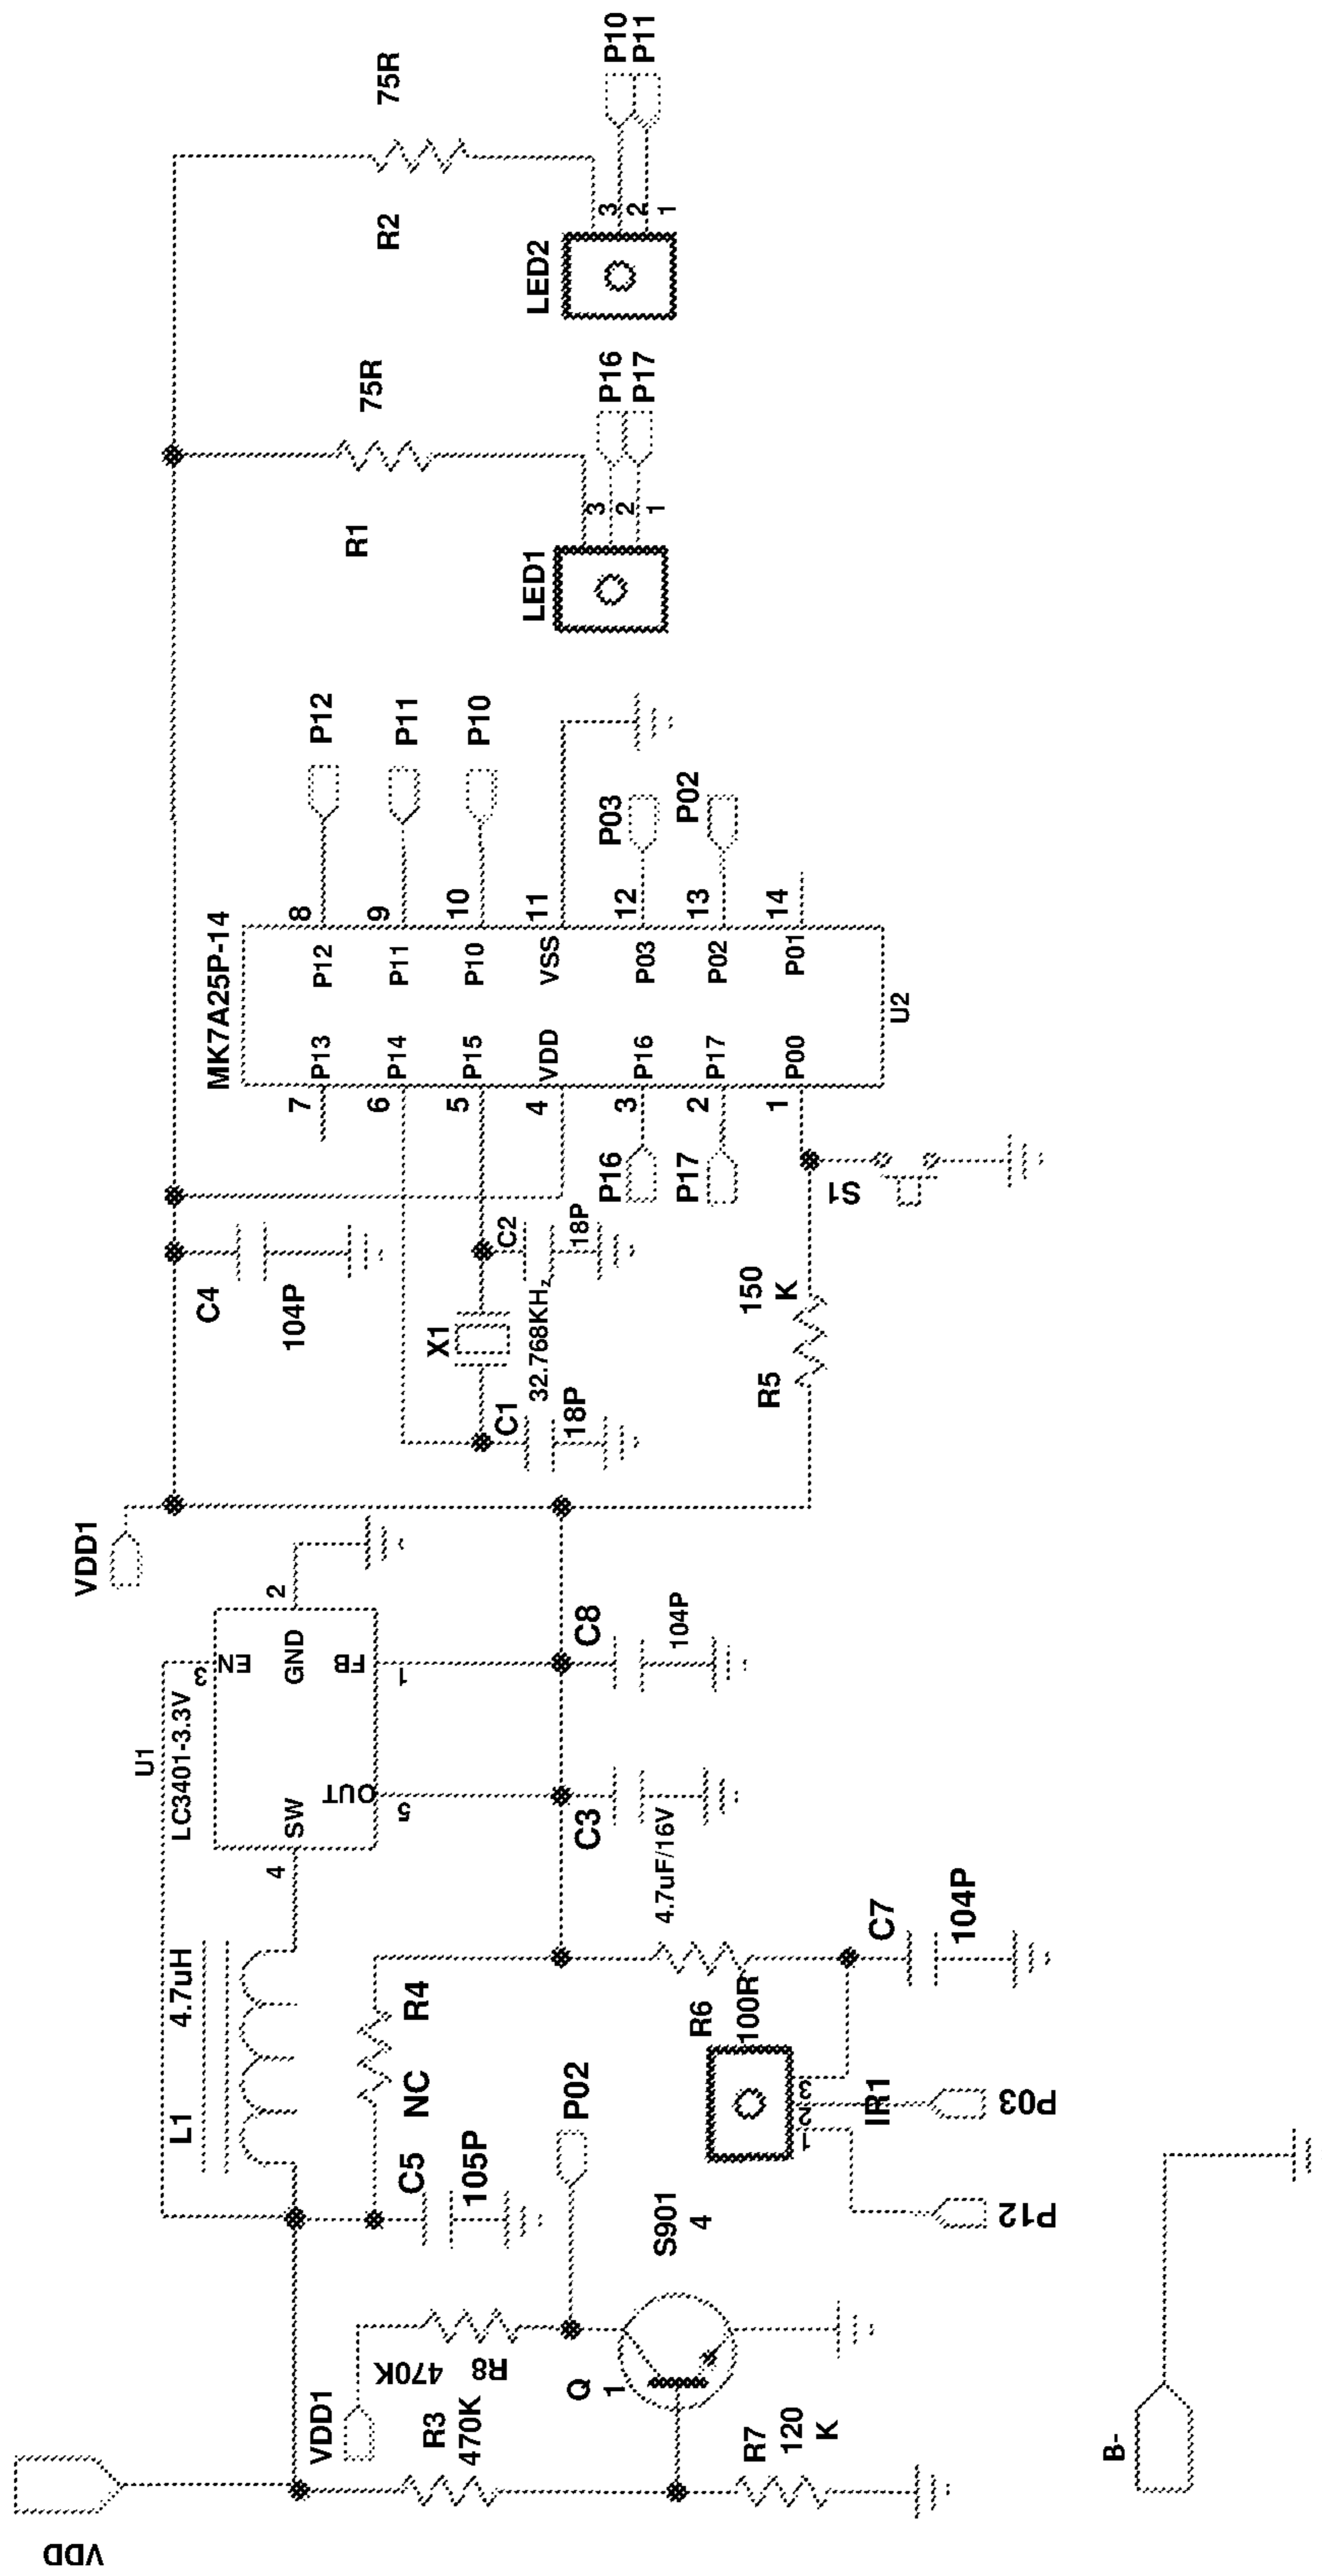 VDD
VDD1
R3
470K
470K
R8
Q
1
S901
4
R7
120
K
B-
P02
L1
4.7uH
NC
R4
C5
105P
U1
LC3401-3.3V
4
SW
OUT
5
3
EN
GND
2
FB
1
C3
4.7uF/16V
C8
104P
R6
100R
C7
104P
IR1
1
2
3
P12
P03
VDD1
C4
104P
X1
32.768KHz
C1
18P
C2
18P
R5
150
K
S1
MK7A25P-14
U2
7
P13
6
P14
5
P15
4
VDD
3
P16
2
P17
1
P00
P16
P17
P12
8
P11
9
P10
10
VSS
11
P03
12
P02
13
P01
14
P12
P11
P10
P03
P02
R1
75R
LED1
3
2
1
P16
P17
R2
75R
LED2
3
2
1
P10
P11